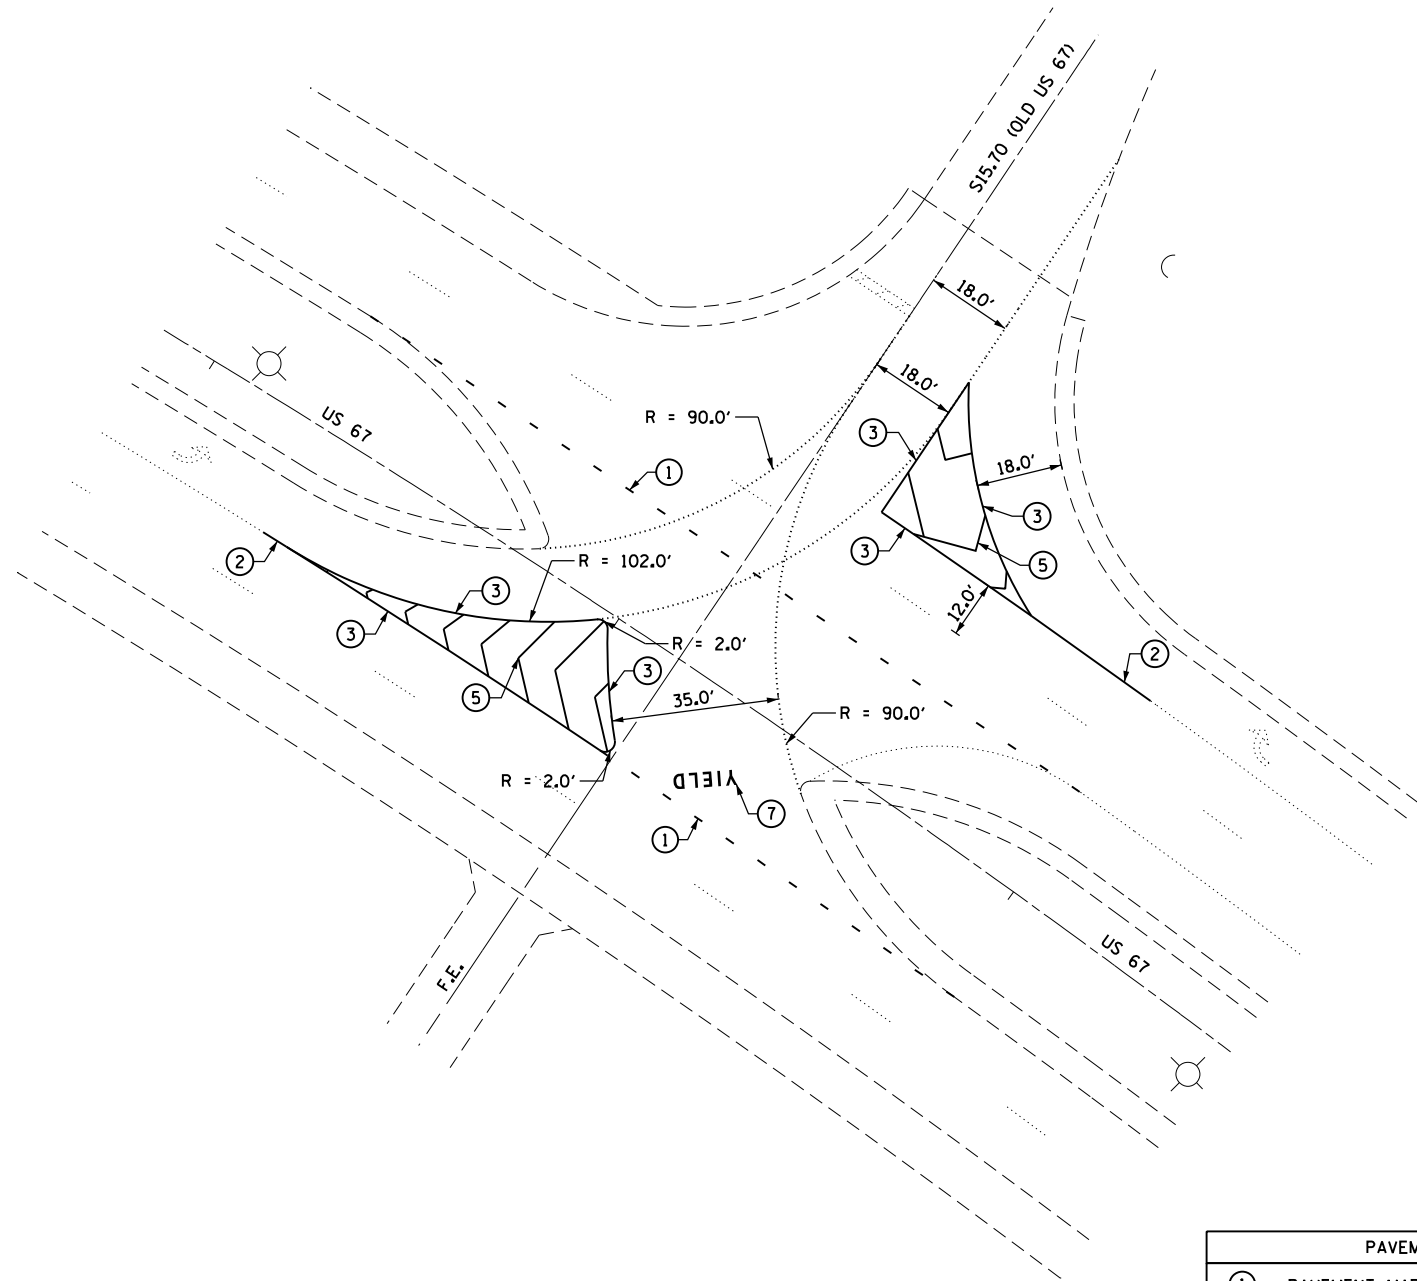 S15.70 (OLD US 67)
18.0'
18.0'
US 67
R = 90.0'
3
1
18.0'
3
3
5
2
R = 102.0'
3
12.0'
3
R = 2.0'
2
3
5
35.0'
R = 90.0'
R = 2.0'
YIELD
7
1
US 67
F.E.
PAVEM
1